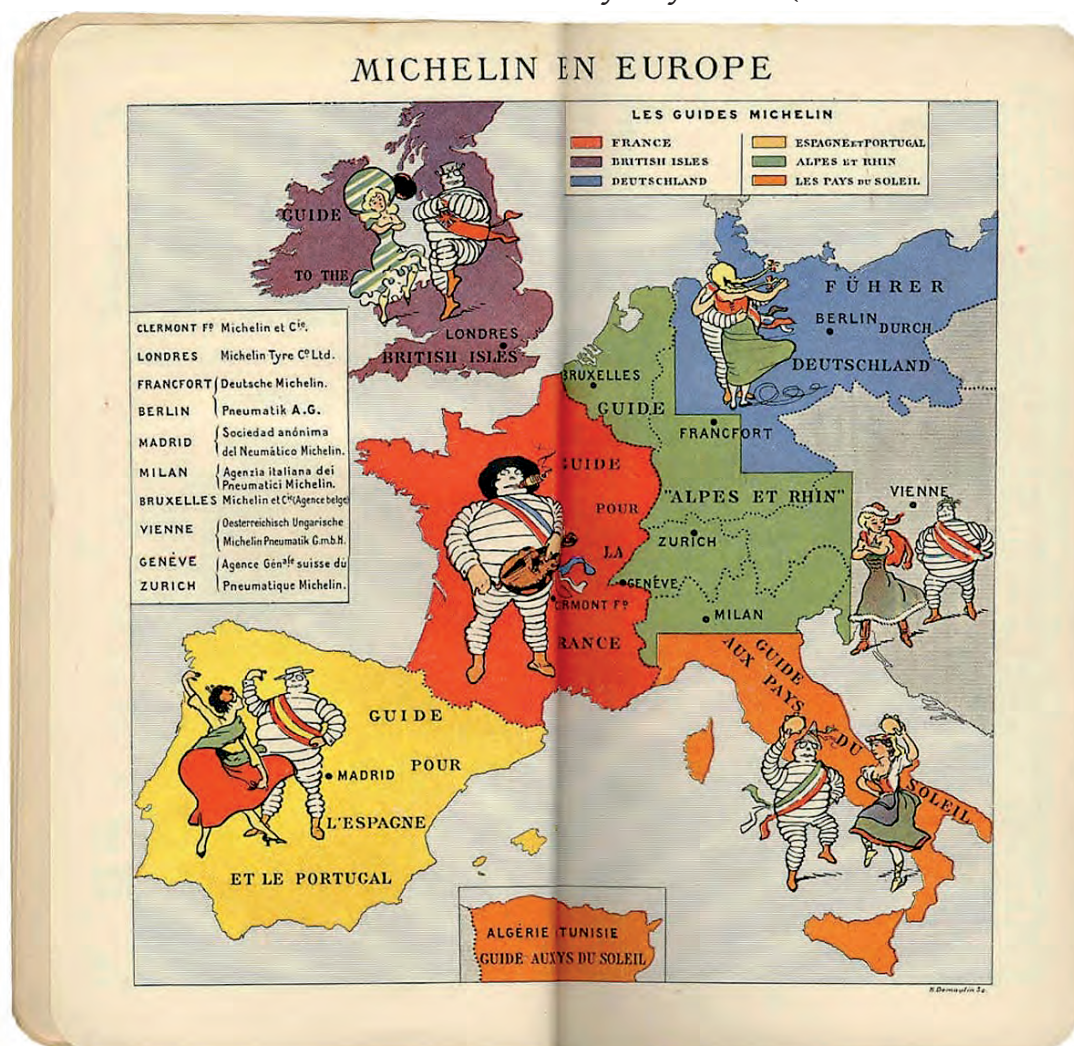 MICHELIN EN EUROPE
LES GUIDES MICHELIN
FRANCE
BRITISH ISLES
DEUTSCHLAND
ESPAGNE ET PORTUGAL
ALPES ET RHIN
LES PAYS DU SOLEIL
GUIDE
TO THE
LONDRES
BRITISH ISLES
CLERMONT Fᴰ Michelin et Cⁱᵉ.
LONDRES Michelin Tyre Cᵒ Ltd.
FRANCFORT Deutsche Michelin.
BERLIN Pneumatik A.G.
MADRID Sociedad anónima
del Neumático Michelin.
MILAN Agenzia italiana dei
Pneumatici Michelin.
BRUXELLES Michelin et Cⁱᵉ (Agence belge)
VIENNE Oesterreichisch Ungarische
Michelin Pneumatik G.m.b.H.
GENÈVE Agence Génᵃˡᵉ suisse du
ZURICH Pneumatique Michelin.
FÜHRER
BERLIN DURCH
DEUTSCHLAND
FRANCFORT
BRUXELLES
GUIDE
"ALPES ET RHIN"
ZURICH
GENÈVE
MILAN
VIENNE
GUIDE
POUR
LA
ERMONT Fᴰ
RANCE
GUIDE
AUX PAYS
DU
SOLEIL
GUIDE
MADRID POUR
L'ESPAGNE
ET LE PORTUGAL
ALGÉRIE TUNISIE
GUIDE AUXYS DU SOLEIL